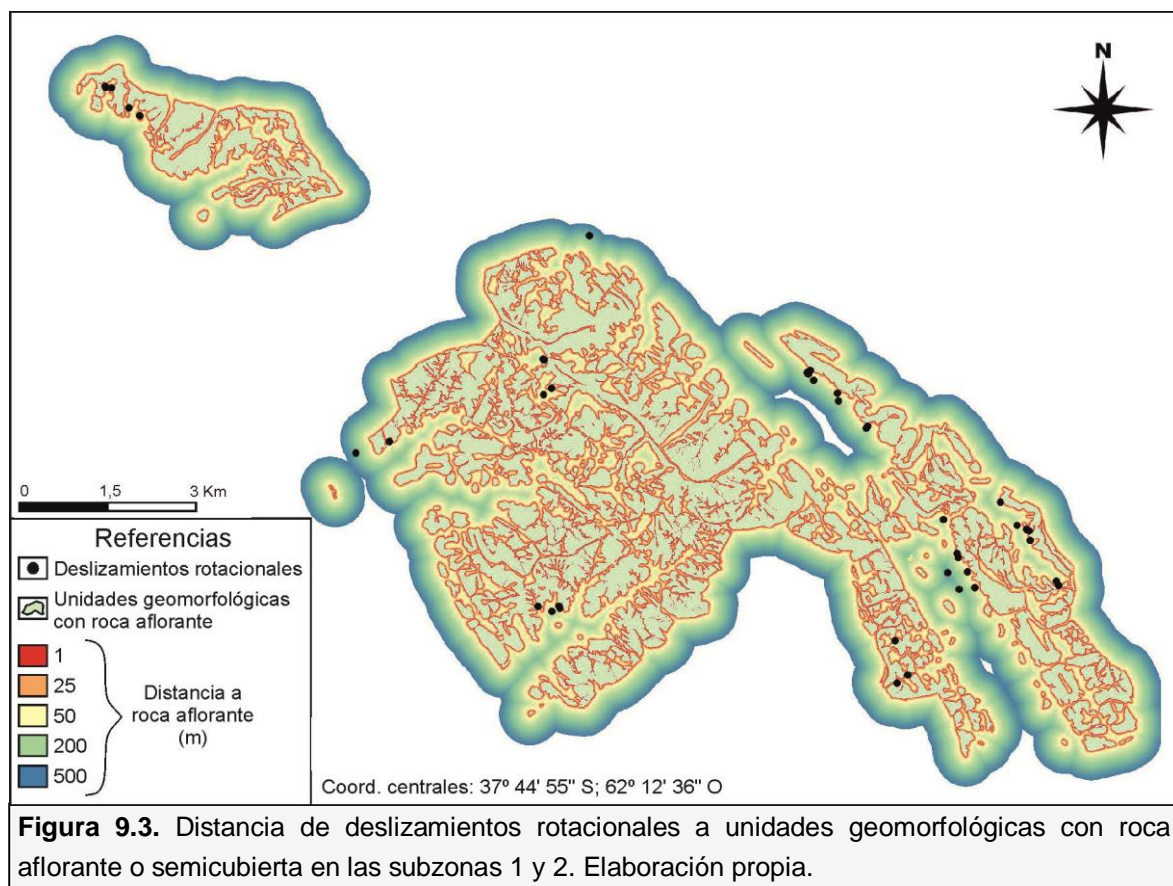 N
0 1,5 3 Km
Referencias
Deslizamientos rotacionales
Unidades geomorfológicas
con roca aflorante
1
25
50
200
500
Distancia a
roca aflorante
(m)
Coord. centrales: 37º 44' 55'' S; 62º 12' 36'' O
Figura 9.3. Distancia de deslizamientos rotacionales a unidades geomorfológicas con roca
aflorante o semicubierta en las subzonas 1 y 2. Elaboración propia.